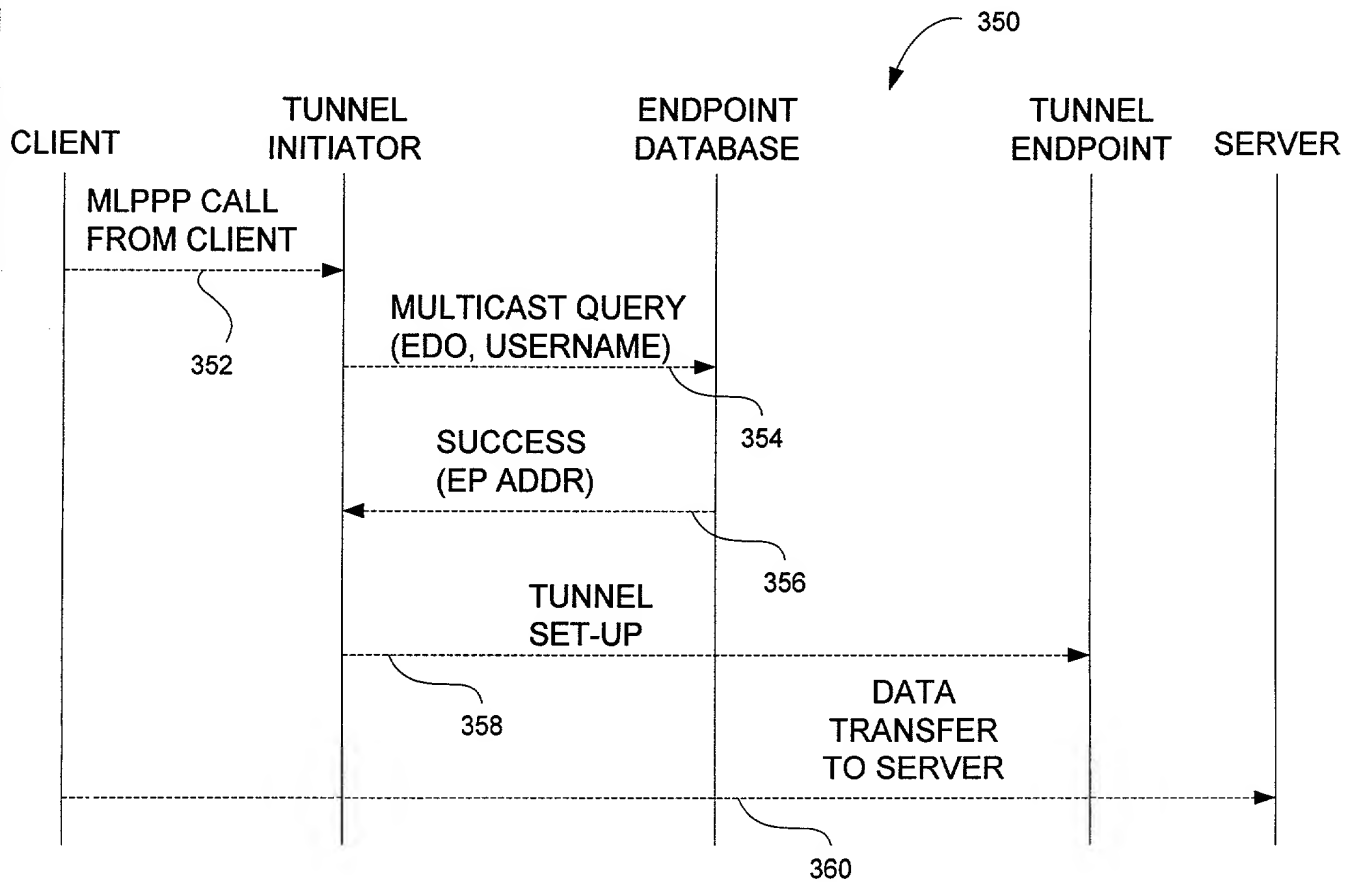 350
CLIENT
TUNNEL
INITIATOR
ENDPOINT
DATABASE
TUNNEL
ENDPOINT
SERVER
MLPPP CALL
FROM CLIENT
352
MULTICAST QUERY
(EDO, USERNAME)
354
SUCCESS
(EP ADDR)
356
TUNNEL
SET-UP
358
DATA
TRANSFER
TO SERVER
360